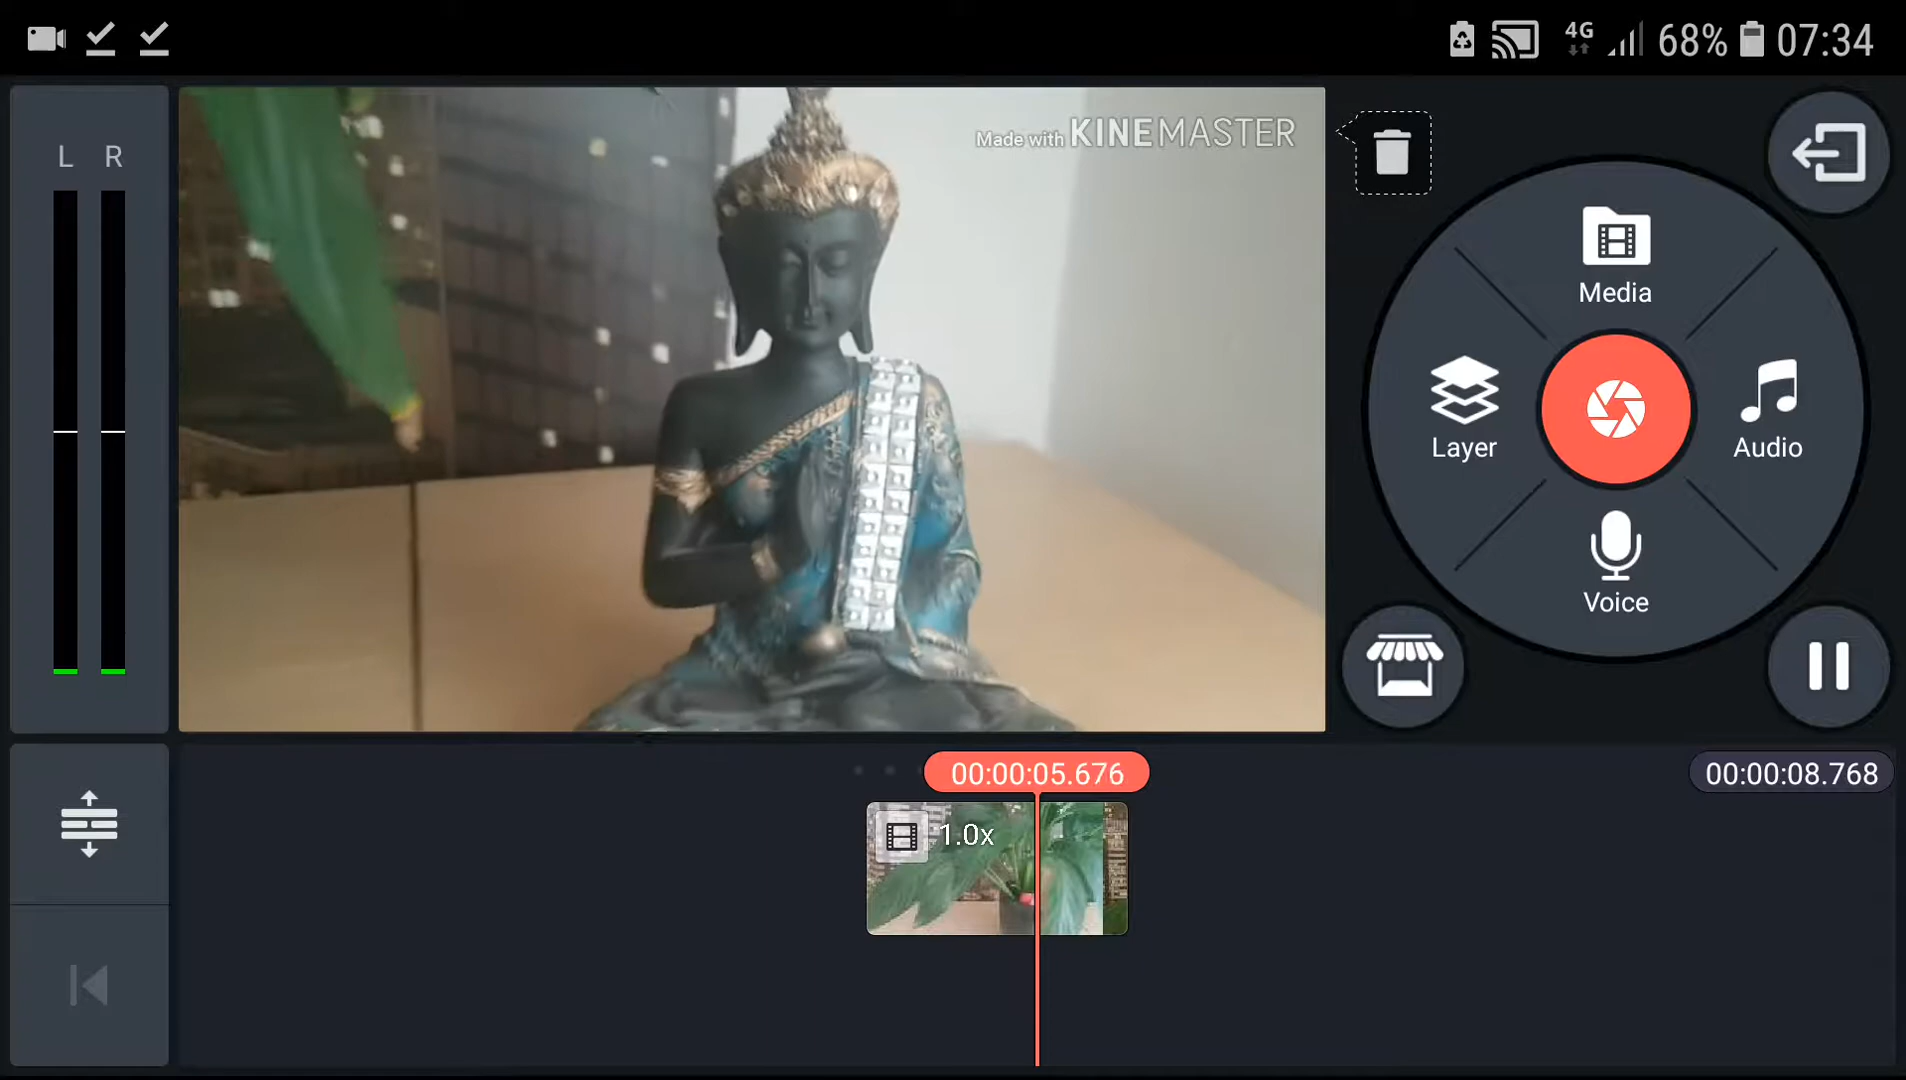 4G 68% 07:34
L R
Made with KINEMASTER
Media
Layer
Audio
Voice
00:00:05.676
00:00:08.768
1.0x